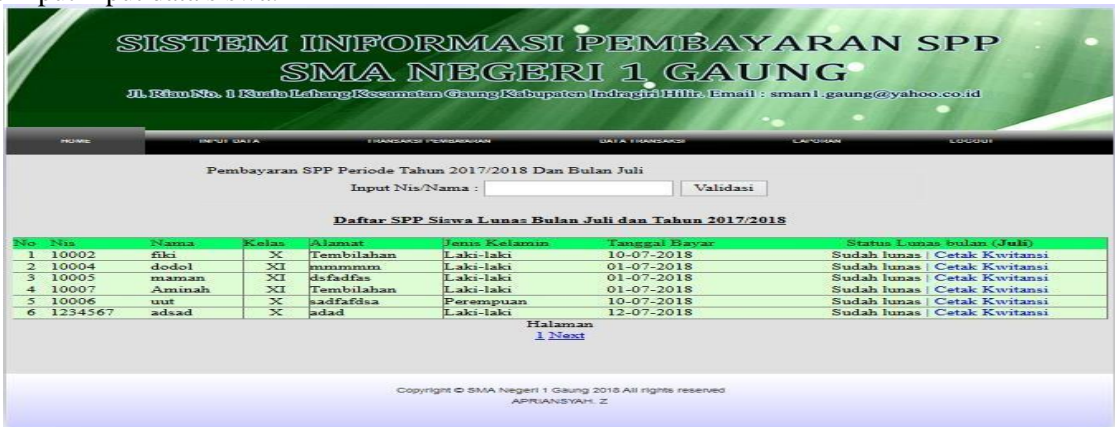 SISTEM INFORMASI PEMBAYARAN SPP
SMA NEGERI 1 GAUNG
Jl. Riau No. 1 Kuala Lahang Kecamatan Gaung Kabupaten Indragiri Hilir. Email : sman1.gaung@yahoo.co.id
HOME INPUT DATA TRANSAKSI PEMBAYARAN DATA TRANSAKSI LAPORAN LOGOUT
Pembayaran SPP Periode Tahun 2017/2018 Dan Bulan Juli
Input Nis/Nama : Validasi
Daftar SPP Siswa Lunas Bulan Juli dan Tahun 2017/2018
No Nis Nama Kelas Alamat Jenis Kelamin Tanggal Bayar Status Lunas bulan (Juli)
1 10002 fiki X Tembilahan Laki-laki 10-07-2018 Sudah lunas | Cetak Kwitansi
2 10004 dodol XI mmmmm Laki-laki 01-07-2018 Sudah lunas | Cetak Kwitansi
3 10005 maman XI dsfadfas Laki-laki 01-07-2018 Sudah lunas | Cetak Kwitansi
4 10007 Aminah XI Tembilahan Laki-laki 01-07-2018 Sudah lunas | Cetak Kwitansi
5 10006 uut X sadfafdsa Perempuan 10-07-2018 Sudah lunas | Cetak Kwitansi
6 1234567 adsad X adad Laki-laki 12-07-2018 Sudah lunas | Cetak Kwitansi
Halaman
1 Next
Copyright © SMA Negeri 1 Gaung 2018 All rights reserved
APRIANSYAH. Z